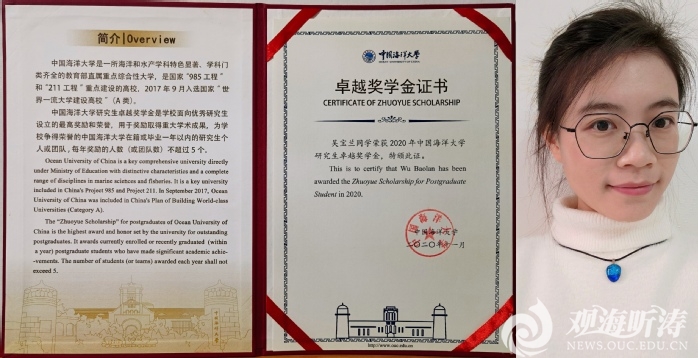 简介|Overview
中国海洋大学是一所海洋和水产学科特色显著、学科门
类齐全的教育部直属重点综合性大学，是国家“985工程”
和“211工程”重点建设的高校，2017年9月入选国家“世
界一流大学建设高校”（A类）。
中国海洋大学研究生卓越奖学金是学校面向优秀研究生
设立的最高奖励和荣誉，用于奖励取得重大学术成果、为学
校争得荣誉的中国海洋大学在籍或毕业一年以内的研究生个
人或团队，每年奖励的人数（或团队数）不超过5个。
Ocean University of China is a key comprehensive university directly
under Ministry of Education with distinctive characteristics and a complete
range of disciplines in marine sciences and fisheries. It is a key university
included in China's Project 985 and Project 211. In September 2017, Ocean
University of China was included in China's Plan of Building World-class
Universities (Category A).
The "Zhuoyue Scholarship" for postgraduates of Ocean University of
China is the highest award and honor set by the university for outstanding
postgraduates. It awards currently enrolled or recently graduated (within
a year) postgraduate students who have made significant academic achie-
-vements. The number of students (or teams) awarded each year shall not
exceed 5.
中国海洋大学
卓越奖学金证书
CERTIFICATE OF ZHUOYUE SCHOLARSHIP
吴宝兰同学荣获2020年中国海洋大学
研究生卓越奖学金，特颁此证。
This is to certify that Wu Baolan has been
awarded the Zhuoyue Scholarship for Postgraduate
Student in 2020.
中国海洋大学
二〇二〇年一月
http://www.ouc.edu.cn
观海听涛
NEWS.OUC.EDU.CN